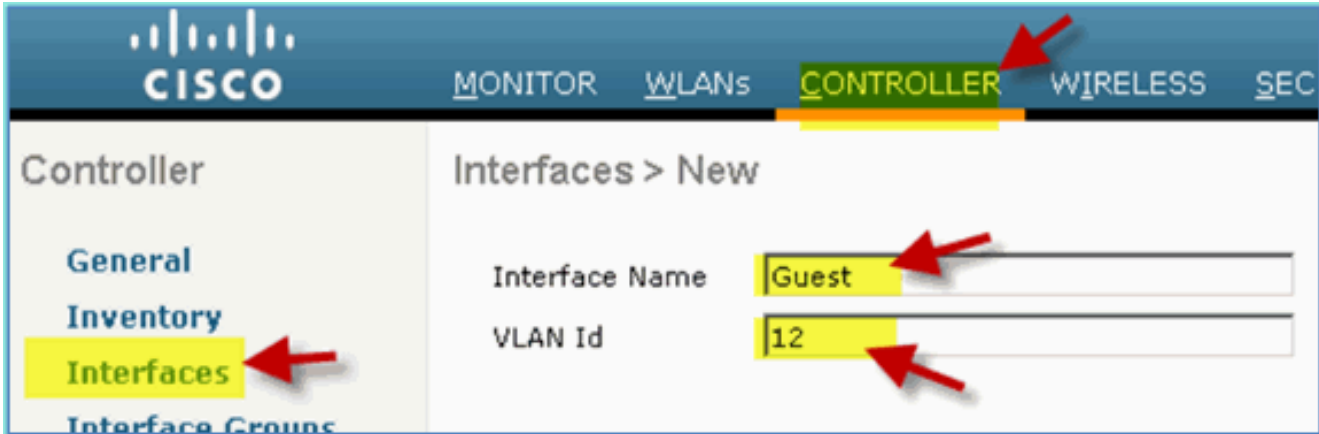 CISCO
MONITOR WLANs CONTROLLER WIRELESS SEC
Controller
Interfaces > New
General
Inventory
Interfaces
Interface Groups
Interface Name Guest
VLAN Id 12